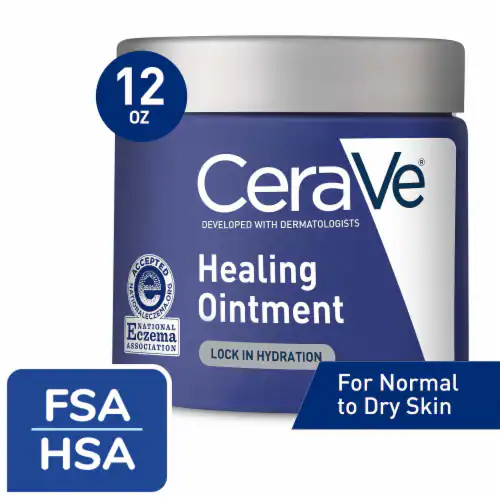 12
OZ
CeraVe®
DEVELOPED WITH DERMATOLOGISTS
ACCEPTED
e
NATIONALECZEMA.ORG
NATIONAL
Eczema
ASSOCIATION
Healing
Ointment
LOCK IN HYDRATION
For Normal
to Dry Skin
FSA
HSA